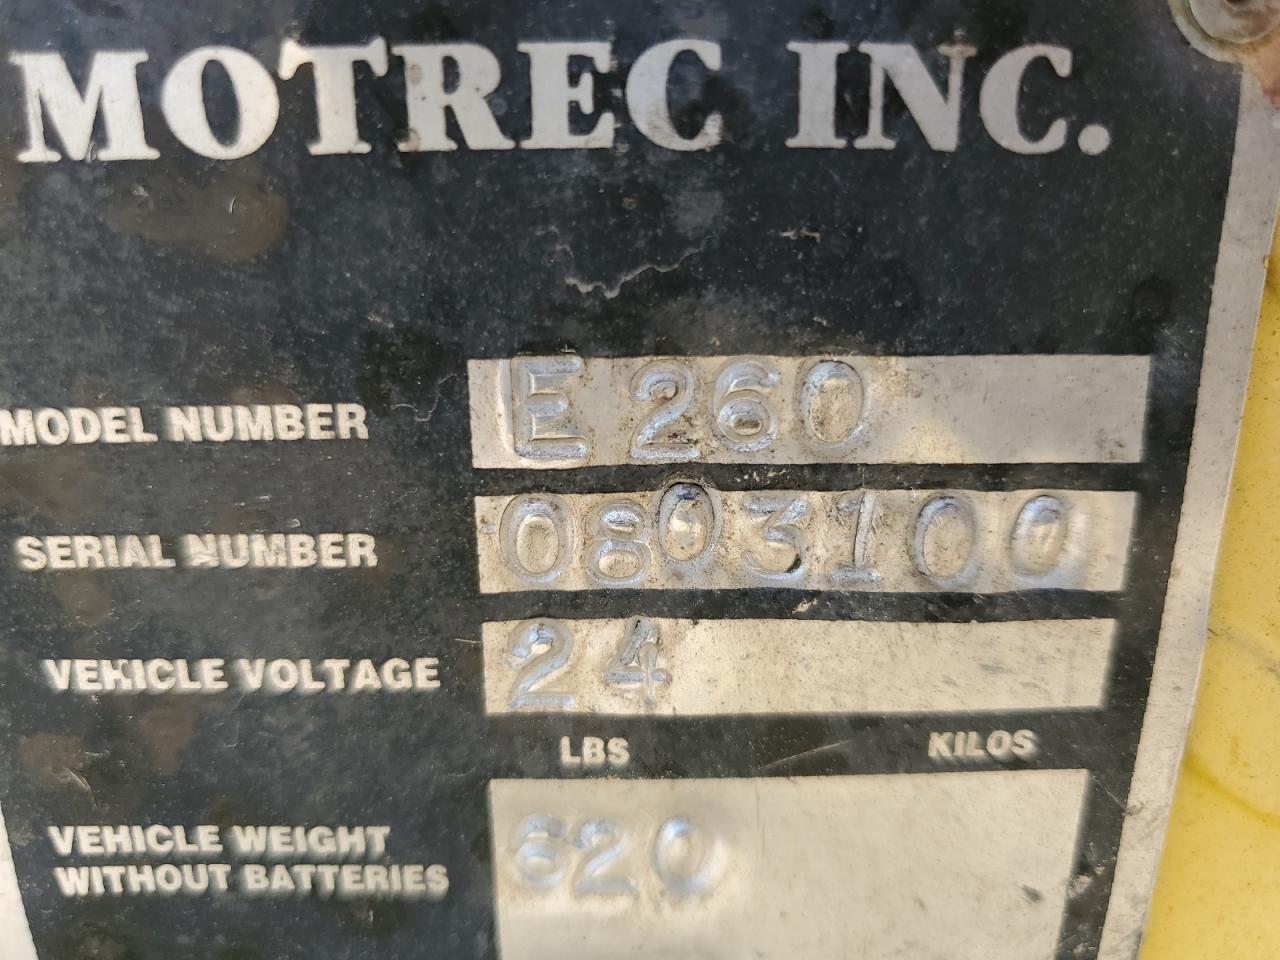 MOTREC INC.
MODEL NUMBER E 260
SERIAL NUMBER 0803100
VEHICLE VOLTAGE 24
LBS KILOS
VEHICLE WEIGHT 620
WITHOUT BATTERIES